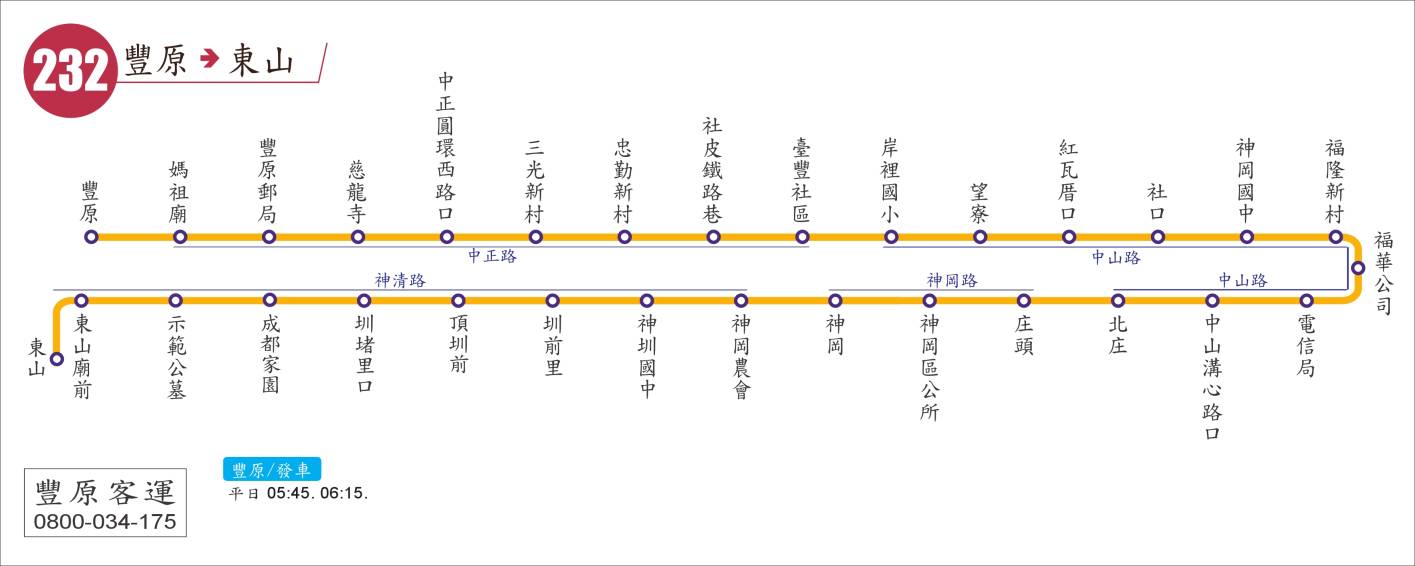 232 豐原➔東山
豐原
媽祖廟
豐原郵局
慈龍寺
中正圓環西路口
三光新村
忠勤新村
社皮鐵路巷
臺豐社區
岸裡國小
望寮
紅瓦厝口
社口
神岡國中
福隆新村
福華公司
中正路
中山路
神清路
神岡路
中山路
電信局
中山溝心路口
北庄
庄頭
神岡區公所
神岡
神岡農會
神圳國中
圳前里
頂圳前
圳堵里口
成都家園
示範公墓
東山廟前
東山
豐原/發車
平日 05:45. 06:15.
豐原客運
0800-034-175